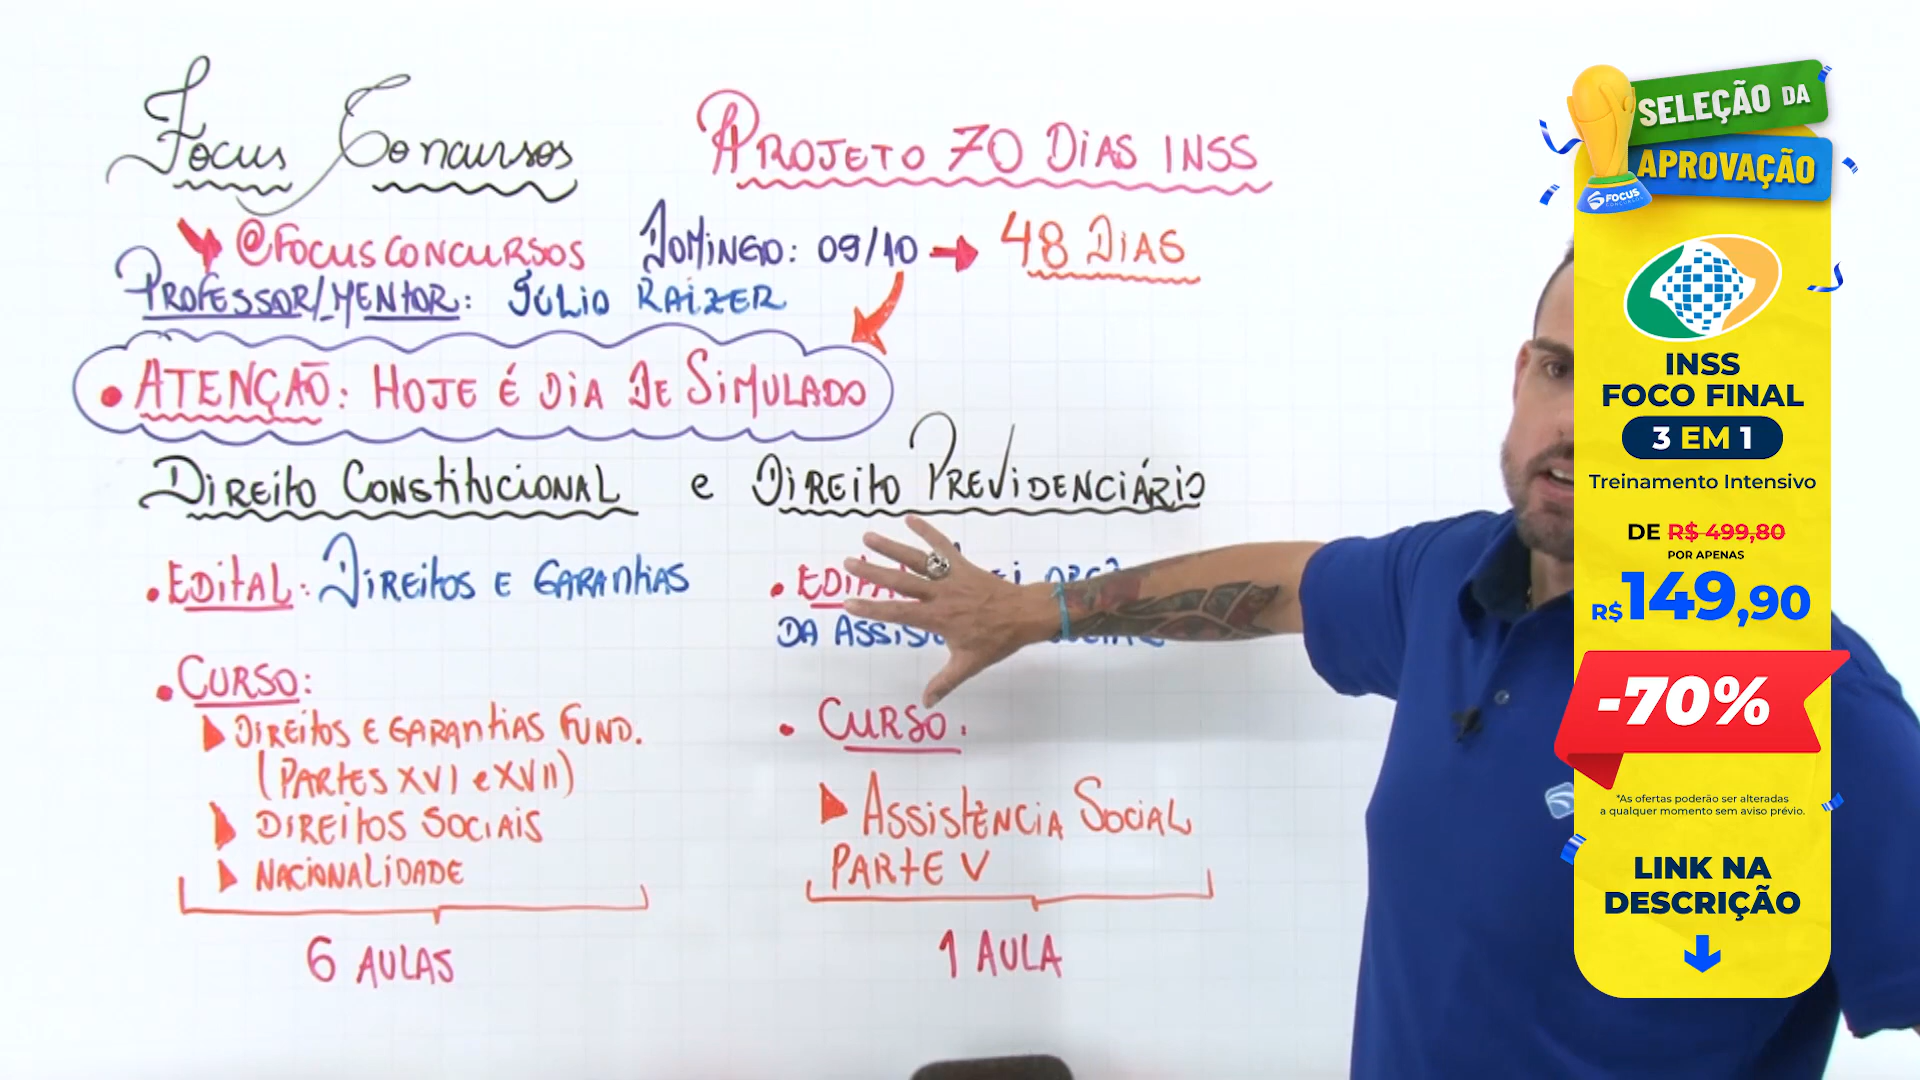 Focus Concursos
@FocusConcursos
PROJETO 70 DIAS INSS
DOMINGO: 09/10 → 48 DIAS
PROFESSOR/MENTOR: JÚLIO RAIZER
• ATENÇÃO: HOJE É DIA DE SIMULADO
DIREITO CONSTITUCIONAL e DIREITO PREVIDENCIÁRIO
• EDITAL: DIREITOS E GARANTIAS
• CURSO:
DIREITOS E GARANTIAS FUND.
(PARTES XVI e XVII)
DIREITOS SOCIAIS
NACIONALIDADE
6 AULAS
DA
• CURSO:
ASSISTÊNCIA SOCIAL
PARTE V
1 AULA
SELEÇÃO DA
APROVAÇÃO
FOCUS
CONCURSOS
INSS
FOCO FINAL
3 EM 1
Treinamento Intensivo
DE R$ 499,80
POR APENAS
R$149,90
-70%
*As ofertas poderão ser alteradas
a qualquer momento sem aviso prévio.
LINK NA
DESCRIÇÃO